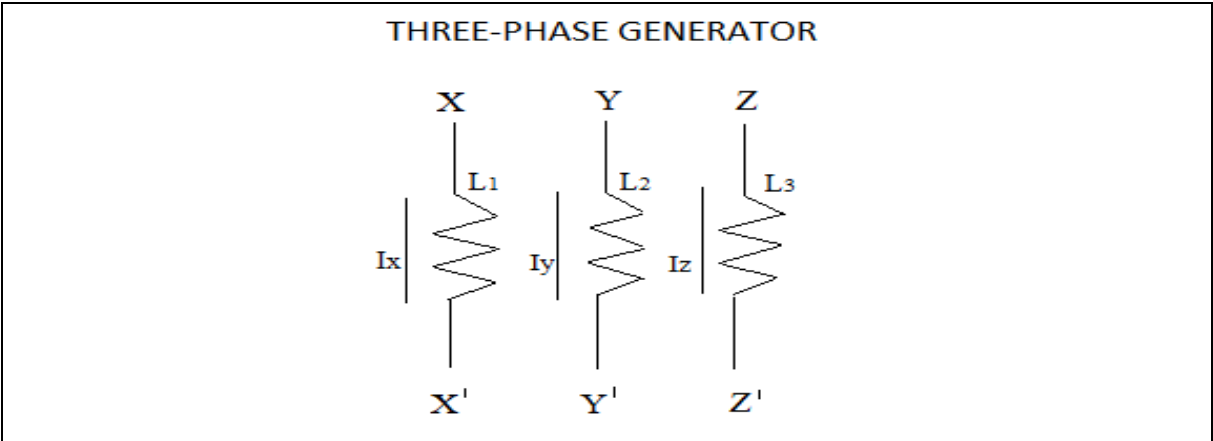 THREE-PHASE GENERATOR
X Y Z
L1 L2 L3
Ix Iy Iz
X' Y' Z'